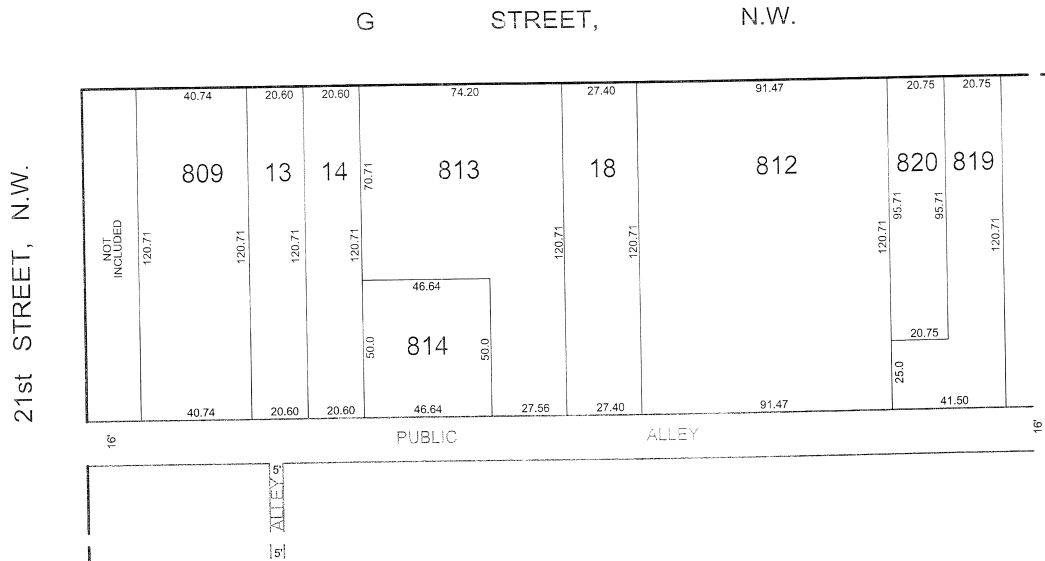 G STREET, N.W.
21st STREET, N.W.
40.74 20.60 20.60 74.20 27.40 91.47 20.75 20.75
809 13 14 813 18 812 820 819
70.71
95.71 95.71
NOT
INCLUDED
120.71 120.71 120.71 120.71 120.71 120.71 120.71 120.71
46.64
50.0 814 50.0
20.75
25.0
40.74 20.60 20.60 46.64 27.56 27.40 91.47 41.50
16' PUBLIC ALLEY 16'
5'
ALLEY
5'